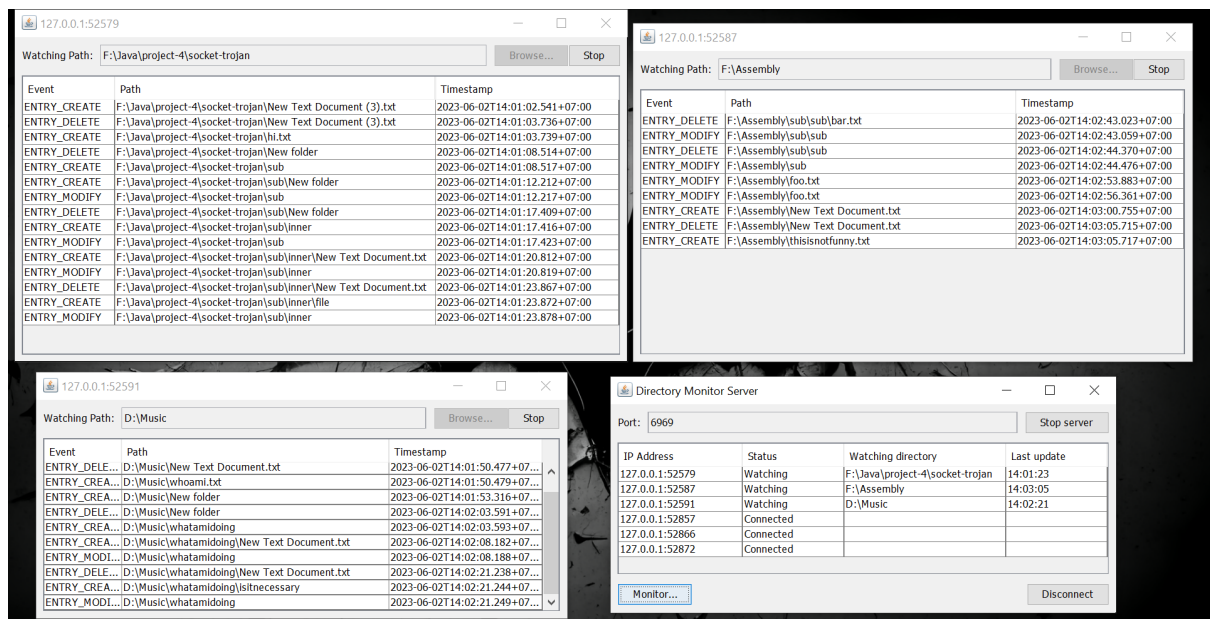 127.0.0.1:52579
Watching Path: F:\Java\project-4\socket-trojan Browse... Stop
Event Path Timestamp
ENTRY_CREATE F:\Java\project-4\socket-trojan\New Text Document (3).txt 2023-06-02T14:01:02.541+07:00
ENTRY_DELETE F:\Java\project-4\socket-trojan\New Text Document (3).txt 2023-06-02T14:01:03.736+07:00
ENTRY_CREATE F:\Java\project-4\socket-trojan\hi.txt 2023-06-02T14:01:03.739+07:00
ENTRY_DELETE F:\Java\project-4\socket-trojan\New folder 2023-06-02T14:01:08.514+07:00
ENTRY_CREATE F:\Java\project-4\socket-trojan\sub 2023-06-02T14:01:08.517+07:00
ENTRY_CREATE F:\Java\project-4\socket-trojan\sub\New folder 2023-06-02T14:01:12.212+07:00
ENTRY_MODIFY F:\Java\project-4\socket-trojan\sub 2023-06-02T14:01:12.217+07:00
ENTRY_DELETE F:\Java\project-4\socket-trojan\sub\New folder 2023-06-02T14:01:17.409+07:00
ENTRY_CREATE F:\Java\project-4\socket-trojan\sub\inner 2023-06-02T14:01:17.416+07:00
ENTRY_MODIFY F:\Java\project-4\socket-trojan\sub 2023-06-02T14:01:17.423+07:00
ENTRY_CREATE F:\Java\project-4\socket-trojan\sub\inner\New Text Document.txt 2023-06-02T14:01:20.812+07:00
ENTRY_MODIFY F:\Java\project-4\socket-trojan\sub\inner 2023-06-02T14:01:20.819+07:00
ENTRY_DELETE F:\Java\project-4\socket-trojan\sub\inner\New Text Document.txt 2023-06-02T14:01:23.867+07:00
ENTRY_CREATE F:\Java\project-4\socket-trojan\sub\inner\file 2023-06-02T14:01:23.872+07:00
ENTRY_MODIFY F:\Java\project-4\socket-trojan\sub\inner 2023-06-02T14:01:23.878+07:00
127.0.0.1:52587
Watching Path: F:\Assembly Browse... Stop
Event Path Timestamp
ENTRY_DELETE F:\Assembly\sub\sub\bar.txt 2023-06-02T14:02:43.023+07:00
ENTRY_MODIFY F:\Assembly\sub\sub 2023-06-02T14:02:43.059+07:00
ENTRY_DELETE F:\Assembly\sub\sub 2023-06-02T14:02:44.370+07:00
ENTRY_MODIFY F:\Assembly\sub 2023-06-02T14:02:44.476+07:00
ENTRY_MODIFY F:\Assembly\foo.txt 2023-06-02T14:02:53.883+07:00
ENTRY_MODIFY F:\Assembly\foo.txt 2023-06-02T14:02:56.361+07:00
ENTRY_CREATE F:\Assembly\New Text Document.txt 2023-06-02T14:03:00.755+07:00
ENTRY_DELETE F:\Assembly\New Text Document.txt 2023-06-02T14:03:05.715+07:00
ENTRY_CREATE F:\Assembly\thisisnotfunny.txt 2023-06-02T14:03:05.717+07:00
127.0.0.1:52591
Watching Path: D:\Music Browse... Stop
Event Path Timestamp
ENTRY_DELE... D:\Music\New Text Document.txt 2023-06-02T14:01:50.477+07...
ENTRY_CREA... D:\Music\whoami.txt 2023-06-02T14:01:50.479+07...
ENTRY_CREA... D:\Music\New folder 2023-06-02T14:01:53.316+07...
ENTRY_DELE... D:\Music\New folder 2023-06-02T14:02:03.591+07...
ENTRY_CREA... D:\Music\whatamidoing 2023-06-02T14:02:03.593+07...
ENTRY_CREA... D:\Music\whatamidoing\New Text Document.txt 2023-06-02T14:02:08.182+07...
ENTRY_MODI... D:\Music\whatamidoing 2023-06-02T14:02:08.188+07...
ENTRY_DELE... D:\Music\whatamidoing\New Text Document.txt 2023-06-02T14:02:21.238+07...
ENTRY_CREA... D:\Music\whatamidoing\isitnecessary 2023-06-02T14:02:21.244+07...
ENTRY_MODI... D:\Music\whatamidoing 2023-06-02T14:02:21.249+07...
Directory Monitor Server
Port: 6969 Stop server
IP Address Status Watching directory Last update
127.0.0.1:52579 Watching F:\Java\project-4\socket-trojan 14:01:23
127.0.0.1:52587 Watching F:\Assembly 14:03:05
127.0.0.1:52591 Watching D:\Music 14:02:21
127.0.0.1:52857 Connected
127.0.0.1:52866 Connected
127.0.0.1:52872 Connected
Monitor... Disconnect